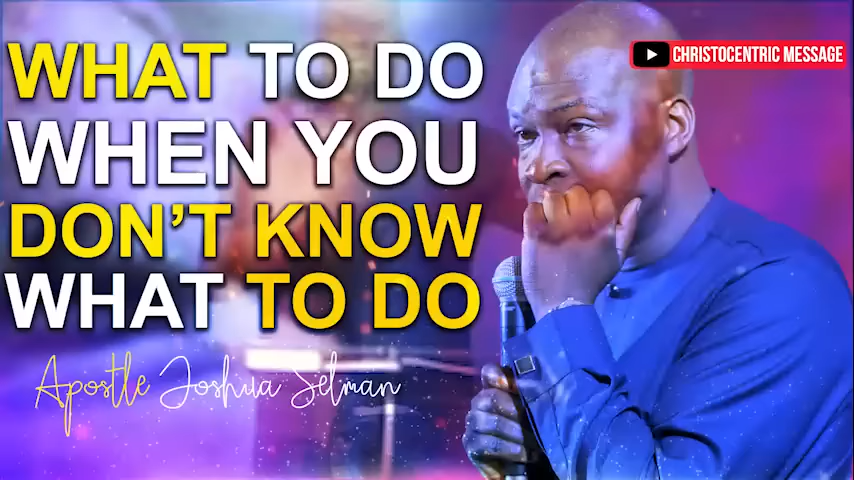 WHAT TO DO
WHEN YOU
DON'T KNOW
WHAT TO DO
Apostle Joshua Selman
CHRISTOCENTRIC MESSAGE